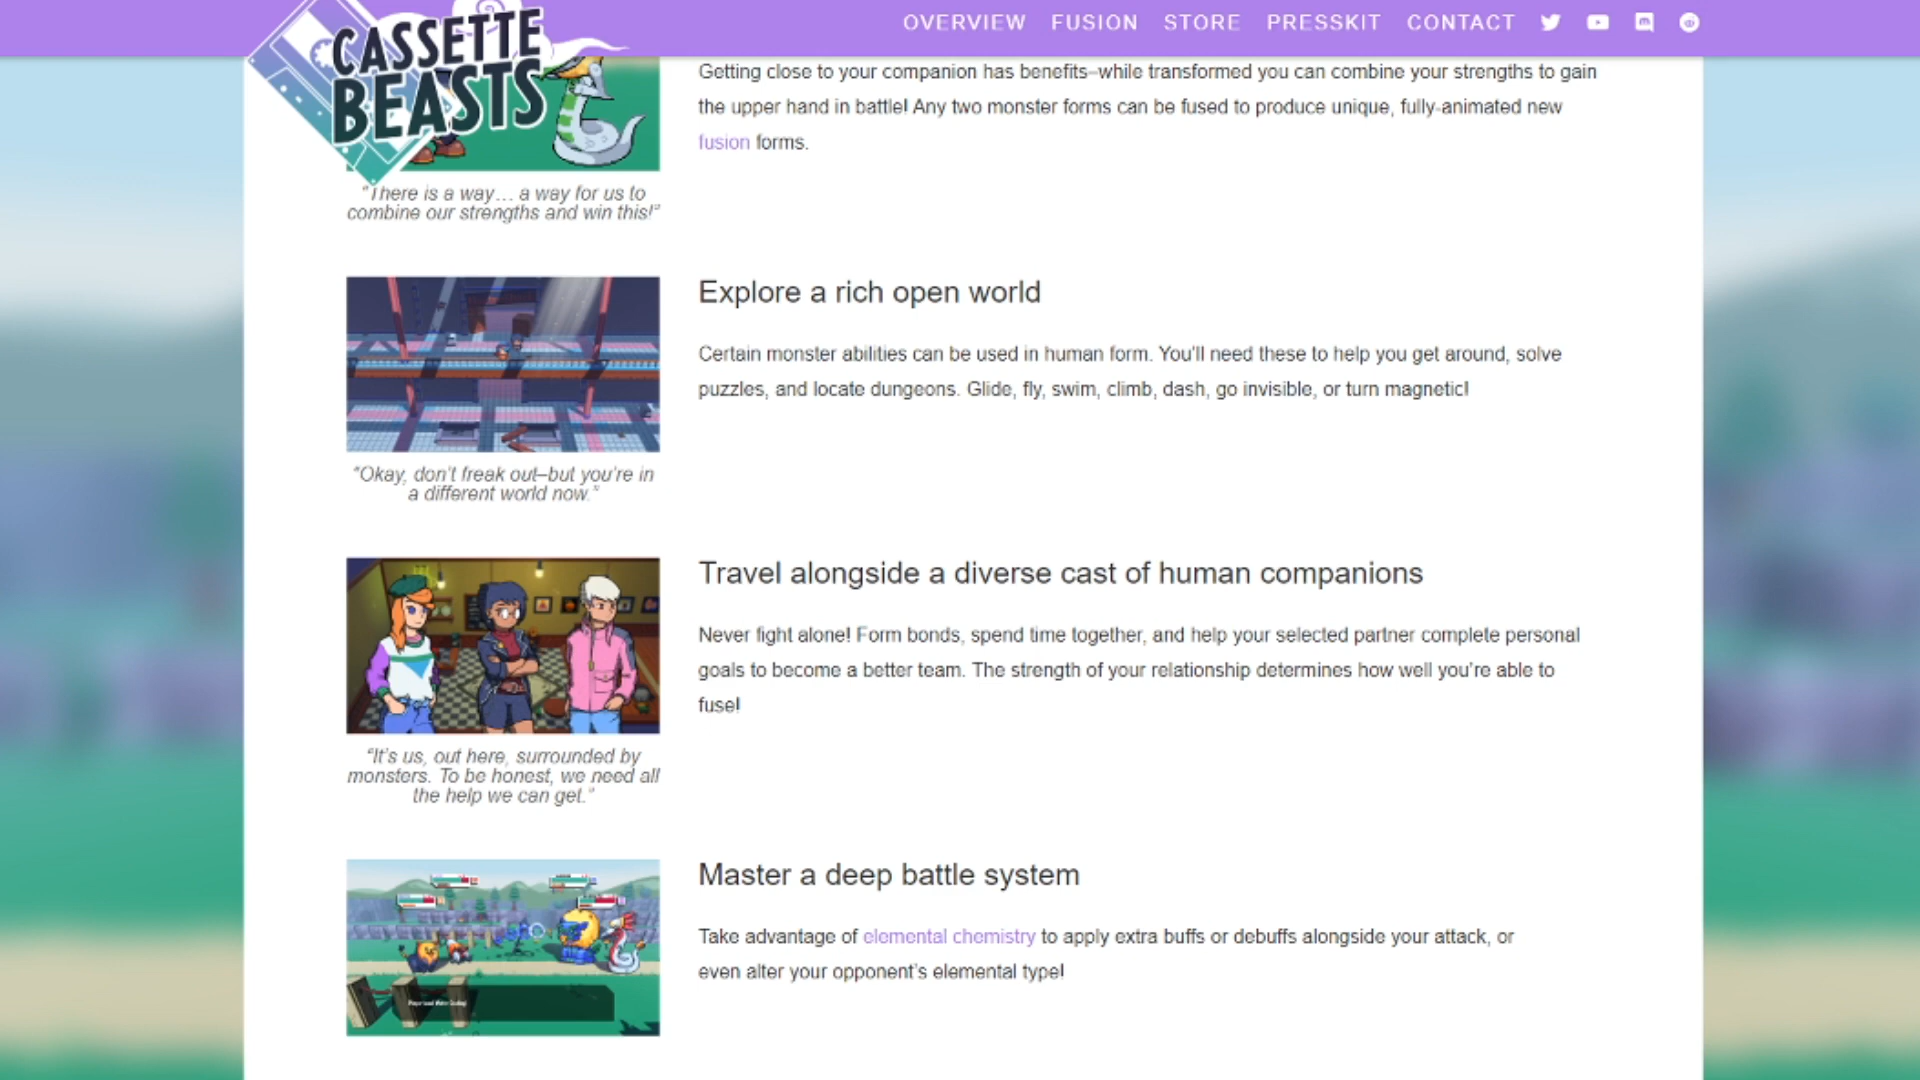 CASSETTE
BEASTS
OVERVIEW FUSION STORE PRESSKIT CONTACT
Getting close to your companion has benefits–while transformed you can combine your strengths to gain
the upper hand in battle! Any two monster forms can be fused to produce unique, fully-animated new
fusion forms.
“There is a way… a way for us to
combine our strengths and win this!”
Explore a rich open world
Certain monster abilities can be used in human form. You’ll need these to help you get around, solve
puzzles, and locate dungeons. Glide, fly, swim, climb, dash, go invisible, or turn magnetic!
“Okay, don’t freak out–but you’re in
a different world now.”
Travel alongside a diverse cast of human companions
Never fight alone! Form bonds, spend time together, and help your selected partner complete personal
goals to become a better team. The strength of your relationship determines how well you’re able to
fuse!
“It’s us, out here, surrounded by
monsters. To be honest, we need all
the help we can get.”
Master a deep battle system
Take advantage of elemental chemistry to apply extra buffs or debuffs alongside your attack, or
even alter your opponent’s elemental type!